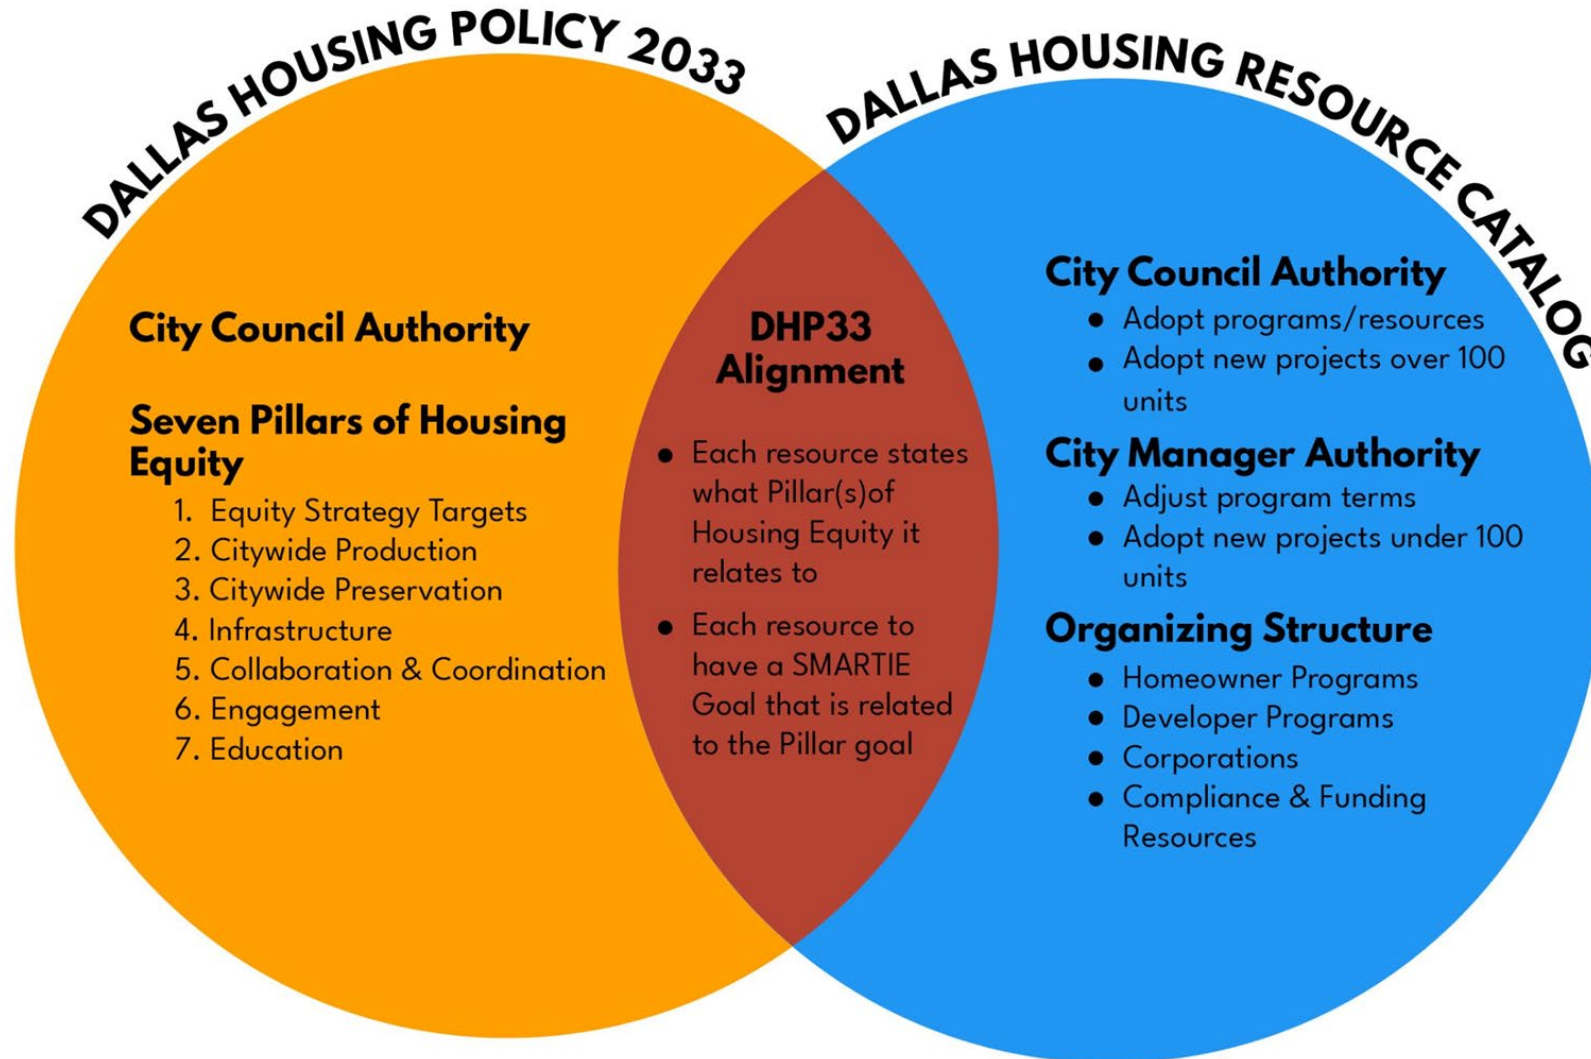 DALLAS HOUSING POLICY 2033
City Council Authority
Seven Pillars of Housing
Equity
1. Equity Strategy Targets
2. Citywide Production
3. Citywide Preservation
4. Infrastructure
5. Collaboration & Coordination
6. Engagement
7. Education
DHP33
Alignment
● Each resource states
what Pillar(s)of
Housing Equity it
relates to
● Each resource to
have a SMARTIE
Goal that is related
to the Pillar goal
DALLAS HOUSING RESOURCE CATALOG
City Council Authority
● Adopt programs/resources
● Adopt new projects over 100
units
City Manager Authority
● Adjust program terms
● Adopt new projects under 100
units
Organizing Structure
● Homeowner Programs
● Developer Programs
● Corporations
● Compliance & Funding
Resources